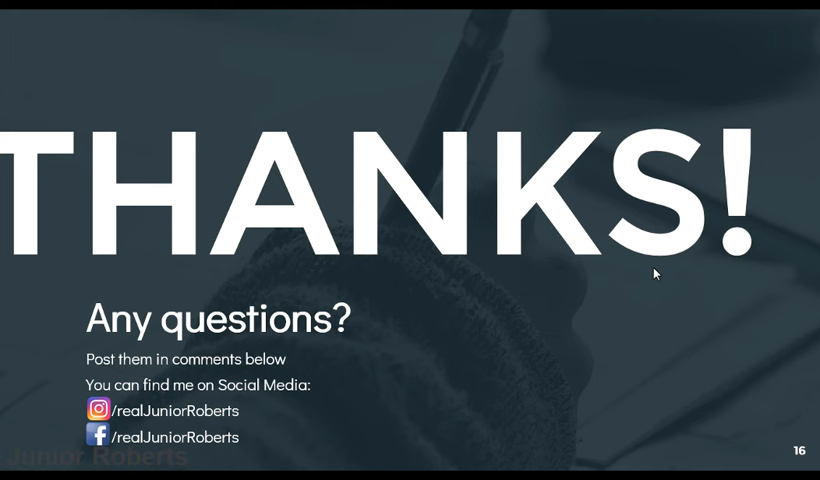 THANKS!
Any questions?
Post them in comments below
You can find me on Social Media:
/realJuniorRoberts
/realJuniorRoberts
Junior Roberts
16